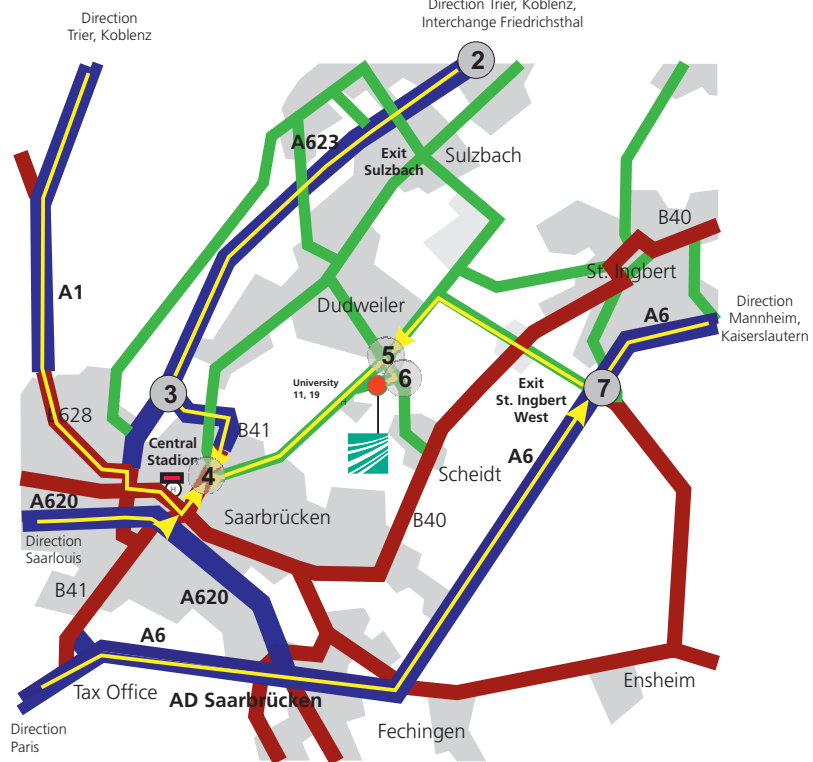 Direction
Trier, Koblenz
Direction Trier, Koblenz,
Interchange Friedrichsthal
2
A623
Exit
Sulzbach
Sulzbach
B40
St. Ingbert
A1
Dudweiler
A6
Direction
Mannheim,
Kaiserslautern
5
6
University
11, 19
H
3
Exit
St. Ingbert
West
7
L628
B41
Central
Station
H
4
A6
Scheidt
A620
Saarbrücken
B40
Direction
Saarlouis
B41
A620
A6
Tax Office
AD Saarbrücken
Ensheim
Fechingen
Direction
Paris